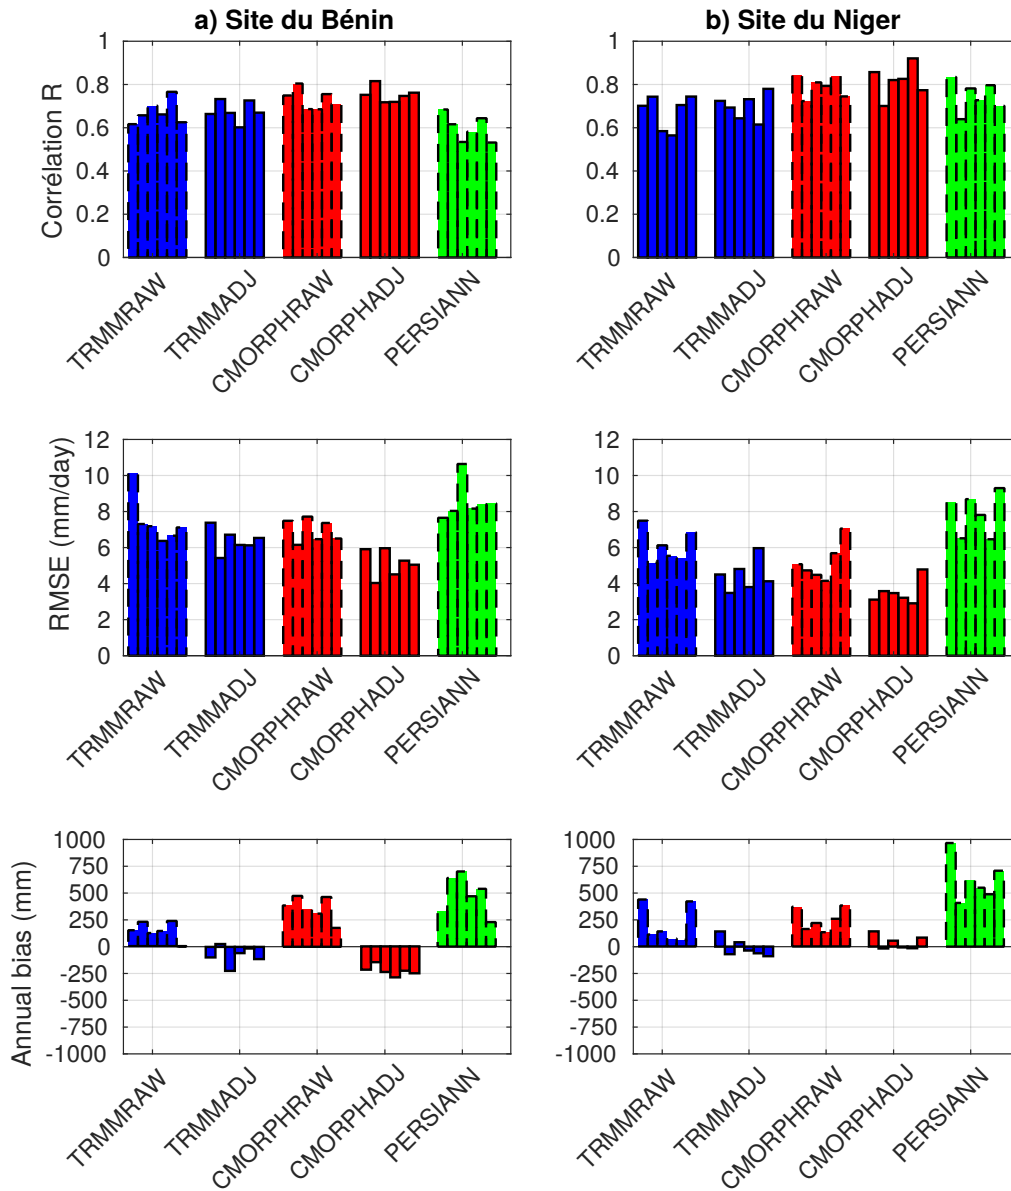 a) Site du Bénin
b) Site du Niger
Corrélation R
1
0.8
0.6
0.4
0.2
0
TRMMRAW
TRMMADJ
CMORPHRAW
CMORPHADJ
PERSIANN
1
0.8
0.6
0.4
0.2
0
TRMMRAW
TRMMADJ
CMORPHRAW
CMORPHADJ
PERSIANN
RMSE (mm/day)
12
10
8
6
4
2
0
TRMMRAW
TRMMADJ
CMORPHRAW
CMORPHADJ
PERSIANN
12
10
8
6
4
2
0
TRMMRAW
TRMMADJ
CMORPHRAW
CMORPHADJ
PERSIANN
Annual bias (mm)
1000
750
500
250
0
-250
-500
-750
-1000
TRMMRAW
TRMMADJ
CMORPHRAW
CMORPHADJ
PERSIANN
1000
750
500
250
0
-250
-500
-750
-1000
TRMMRAW
TRMMADJ
CMORPHRAW
CMORPHADJ
PERSIANN